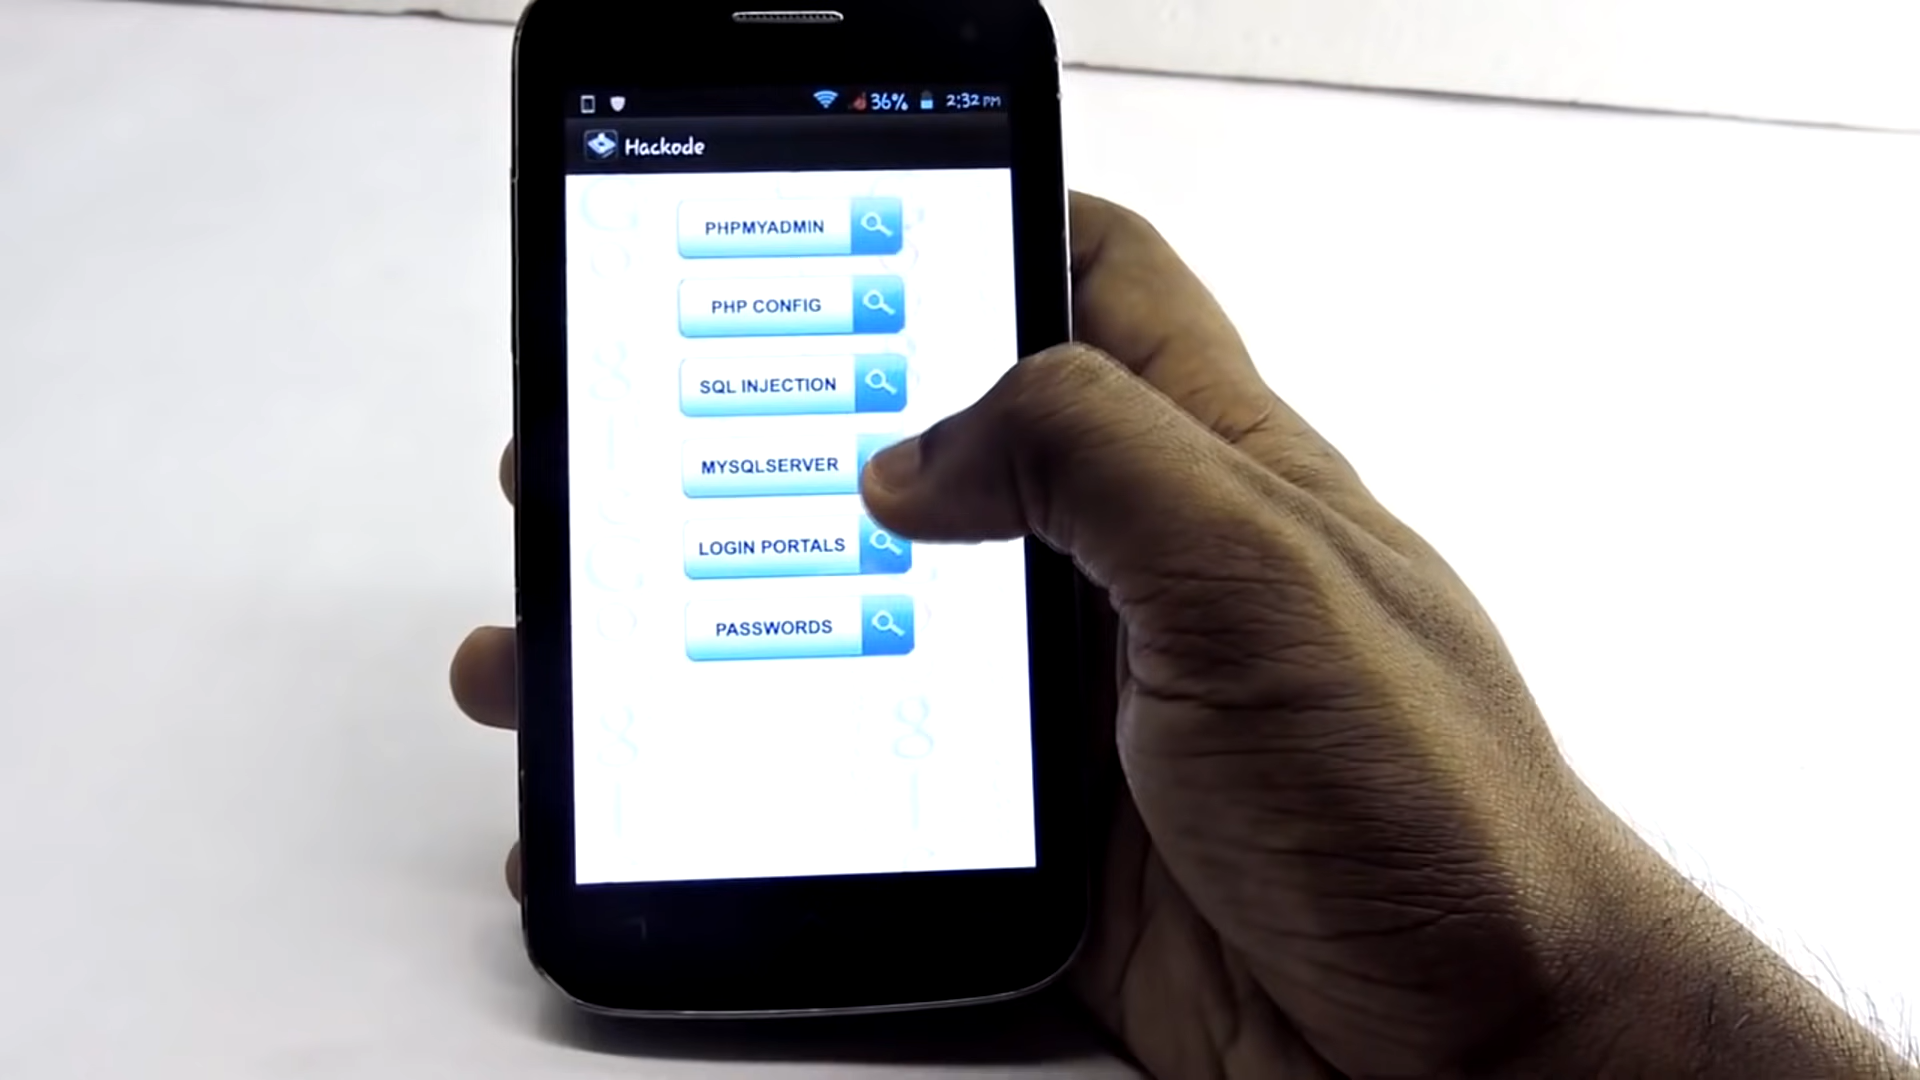 36% 2:32 PM
Hackode
PHPMYADMIN
PHP CONFIG
SQL INJECTION
MYSQLSERVER
LOGIN PORTALS
PASSWORDS